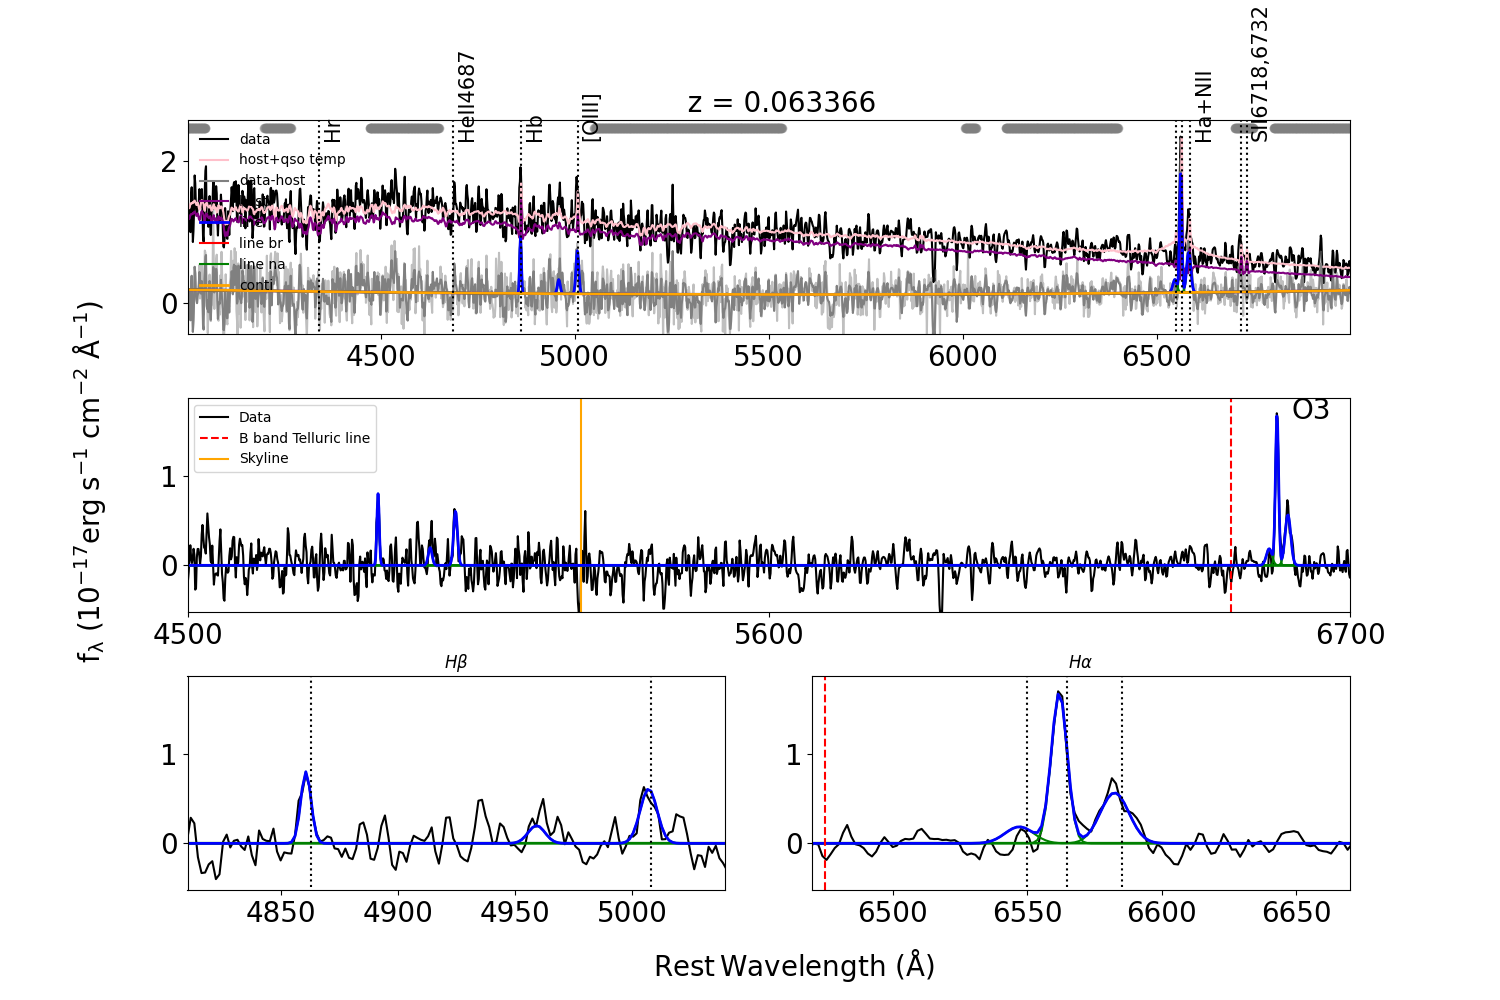 z = 0.063366
Hr
HeII4687
Hb
[OIII]
Ha+NII
SII6718,6732
data
host+qso temp
data-host
line br
line na
conti
2
0
4500
5000
5500
6000
6500
Data
B band Telluric line
Skyline
O3
1
0
4500
5600
6700
fλ (10⁻¹⁷erg s⁻¹ cm⁻² Å⁻¹)
Hβ
1
0
4850
4900
4950
5000
Hα
1
0
6500
6550
6600
6650
Rest Wavelength (Å)